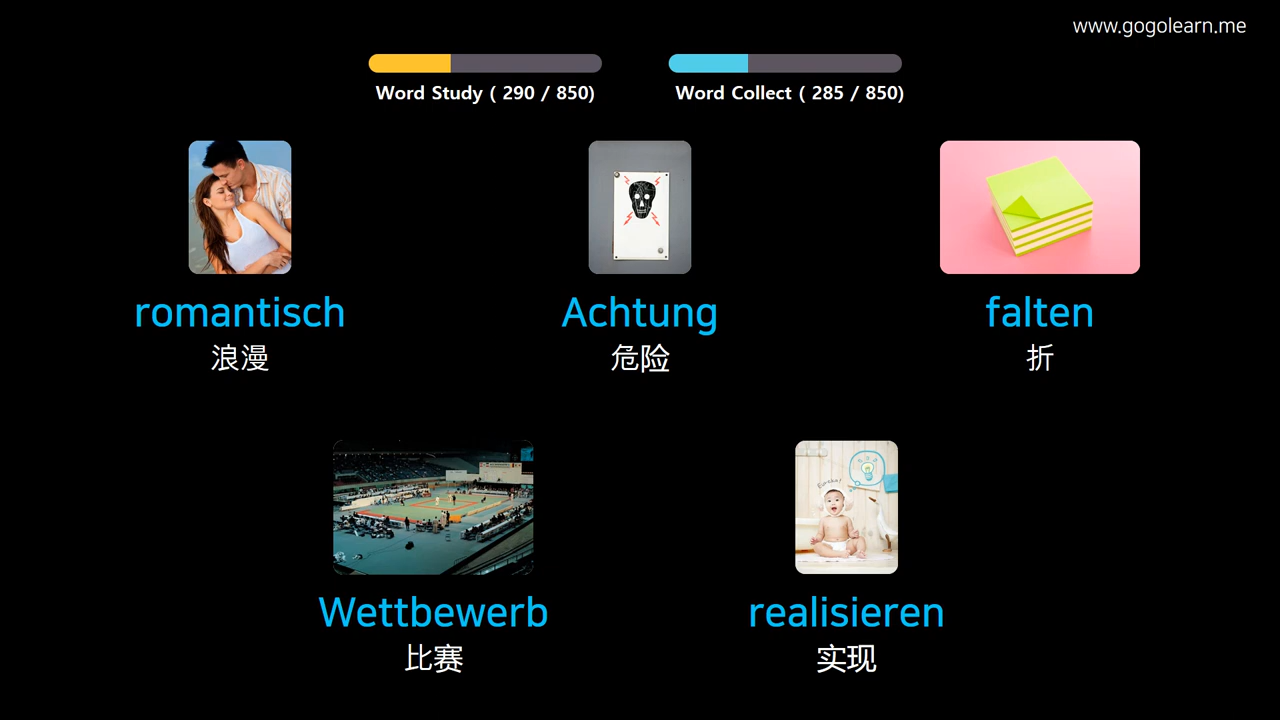 www.gogolearn.me
Word Study ( 290 / 850)
Word Collect ( 285 / 850)
romantisch
浪漫
Achtung
危险
falten
折
Eureka!
Wettbewerb
比赛
realisieren
实现